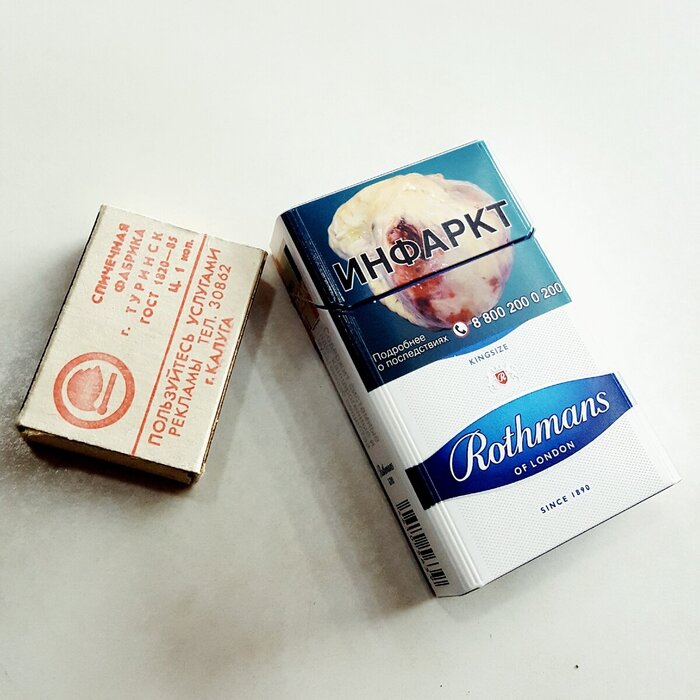 СПИЧЕЧНАЯ
ФАБРИКА
г. ТУРИНСК
ГОСТ 1820—85
Ц. 1 коп.
ПОЛЬЗУЙТЕСЬ УСЛУГАМИ
РЕКЛАМЫ ТЕЛ. 30862
г. КАЛУГА
ИНФАРКТ
Подробнее
о последствиях
8 800 200 0 200
KINGSIZE
R
Rothmans
OF LONDON
SINCE 1890
Rothmans